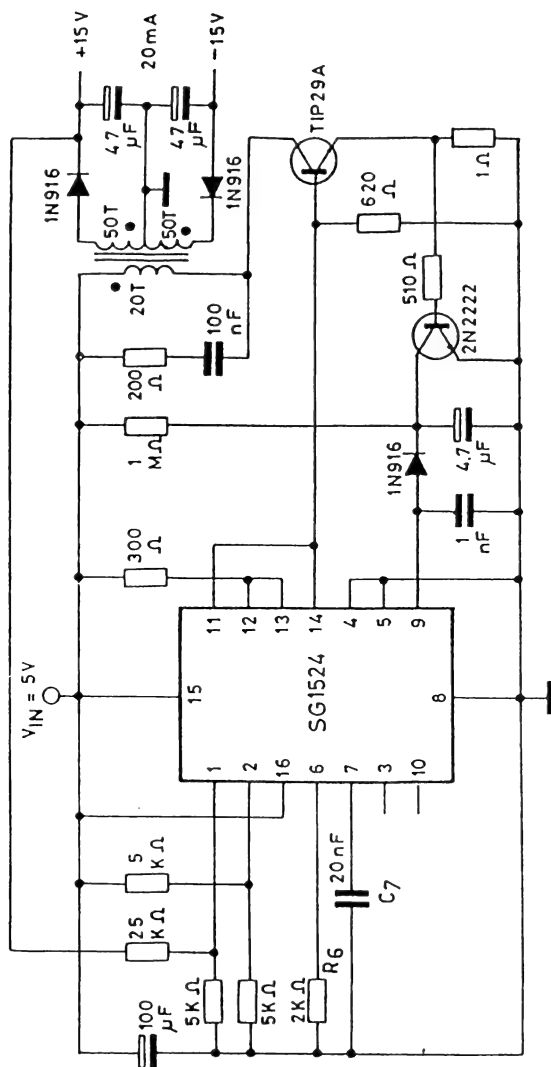 VIN = 5V
+15V
20mA
-15V
1N916
47
µF
47
µF
1N916
50T
50T
20T
200
Ω
100
nF
1
MΩ
300
Ω
25
KΩ
5
KΩ
100
µF
5KΩ
5KΩ
2KΩ
R6
20nF
C7
15
1
2
16
6
7
3
10
SG1524
11
12
13
14
4
5
9
8
TIP29A
620
Ω
510Ω
1Ω
2N2222
1N916
4.7
µF
1
nF